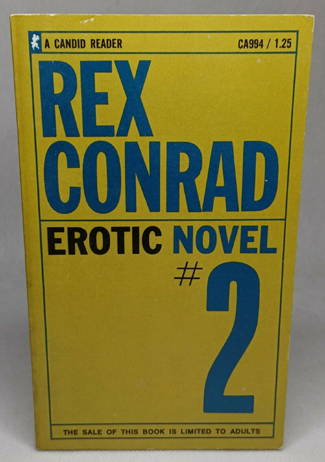 A CANDID READER CA994 / 1.25
REX
CONRAD
EROTIC NOVEL
#2
THE SALE OF THIS BOOK IS LIMITED TO ADULTS